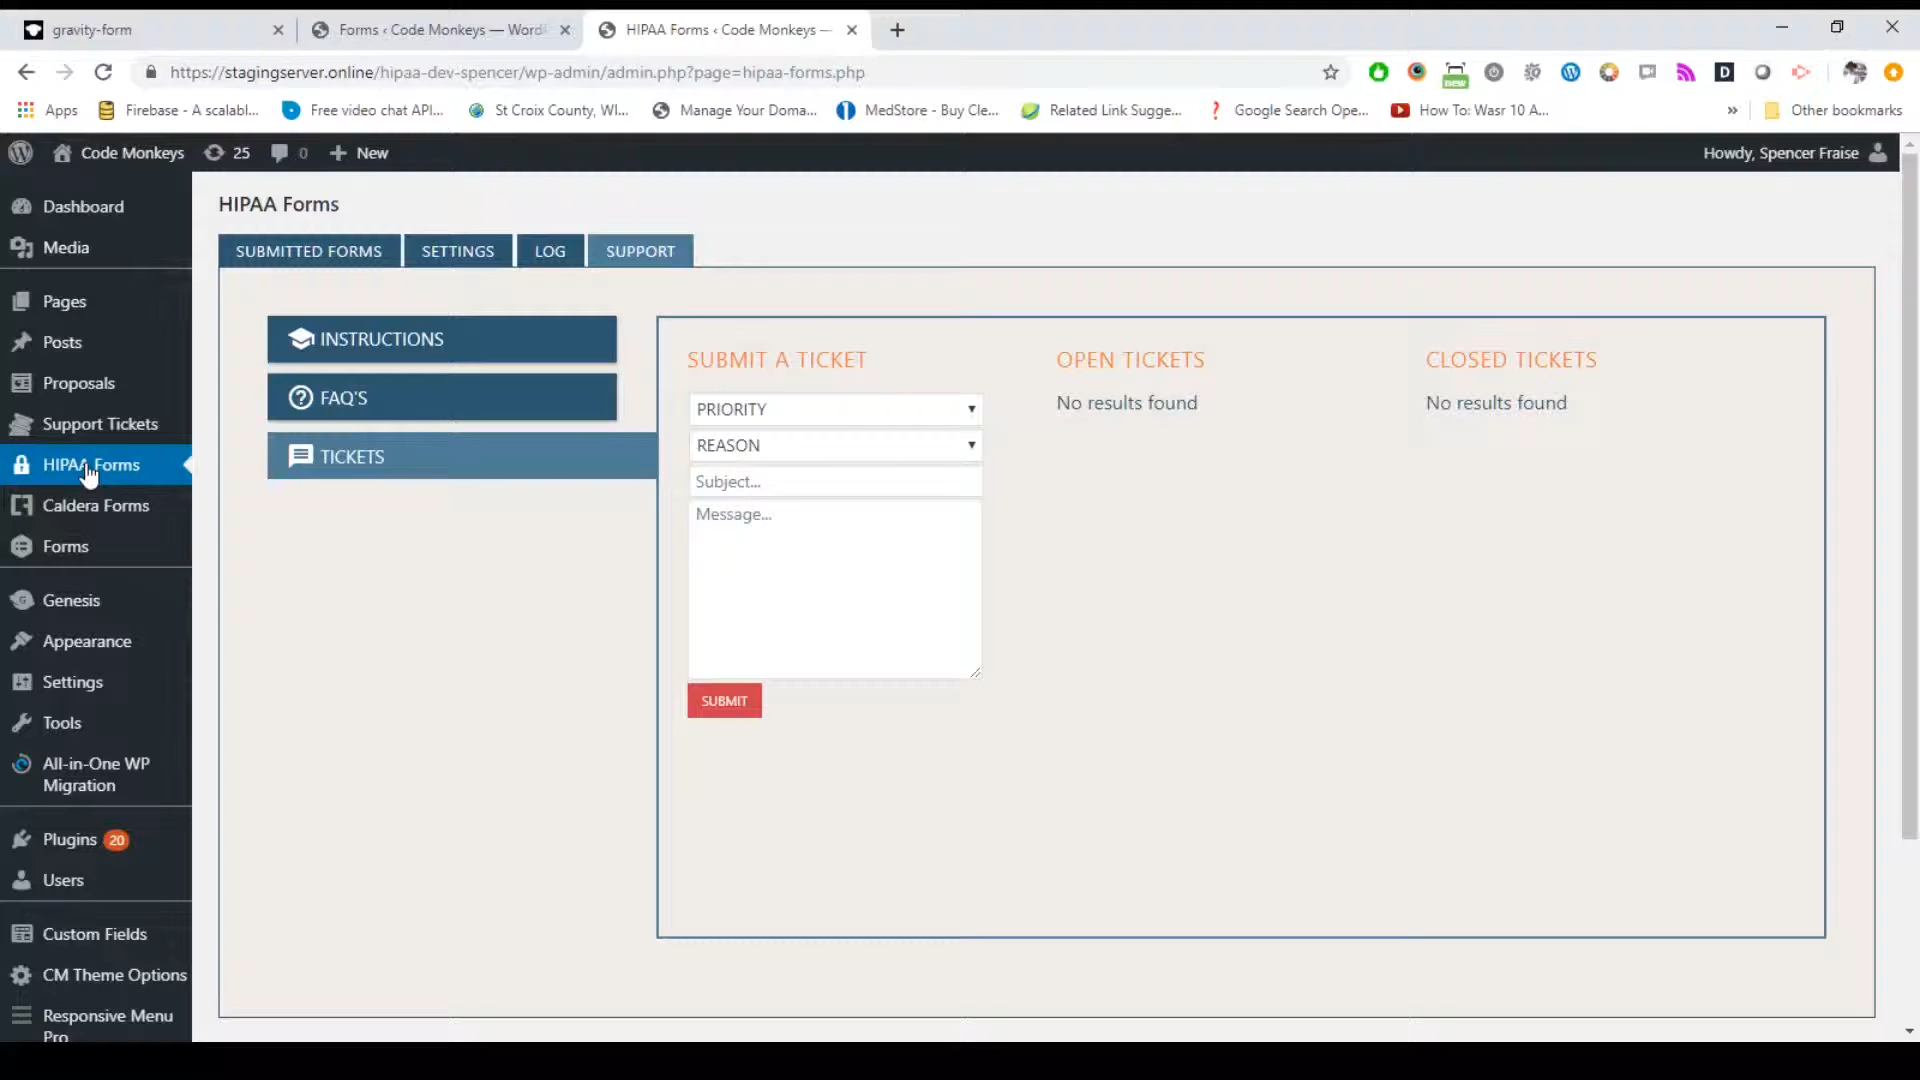 gravity-form
Forms ‹ Code Monkeys — Word
HIPAA Forms ‹ Code Monkeys —
https://stagingserver.online/hipaa-dev-spencer/wp-admin/admin.php?page=hipaa-forms.php
new
D
Apps
Firebase - A scalabl...
Free video chat API...
St Croix County, WI...
Manage Your Doma...
MedStore - Buy Cle...
Related Link Sugge...
Google Search Ope...
How To: Wasr 10 A...
»
Other bookmarks
Code Monkeys
25
0
New
Howdy, Spencer Fraise
Dashboard
Media
Pages
Posts
Proposals
Support Tickets
HIPAA Forms
Caldera Forms
Forms
Genesis
Appearance
Settings
Tools
All-in-One WP
Migration
Plugins 20
Users
Custom Fields
CM Theme Options
Responsive Menu
Pro
HIPAA Forms
SUBMITTED FORMS
SETTINGS
LOG
SUPPORT
INSTRUCTIONS
FAQ'S
TICKETS
SUBMIT A TICKET
PRIORITY
REASON
Subject...
Message...
SUBMIT
OPEN TICKETS
No results found
CLOSED TICKETS
No results found